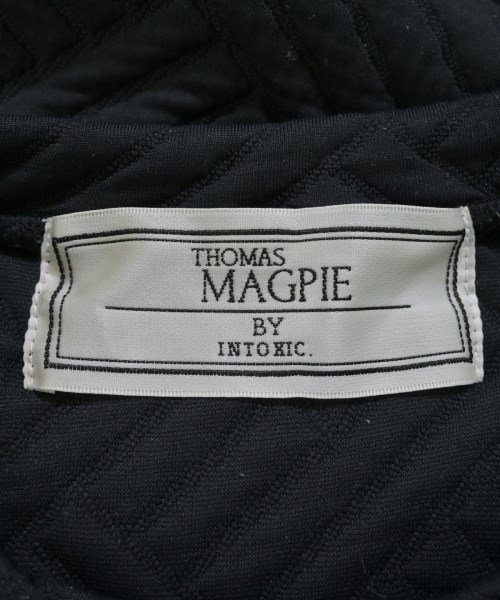 THOMAS
MAGPIE
BY
INTOXIC.